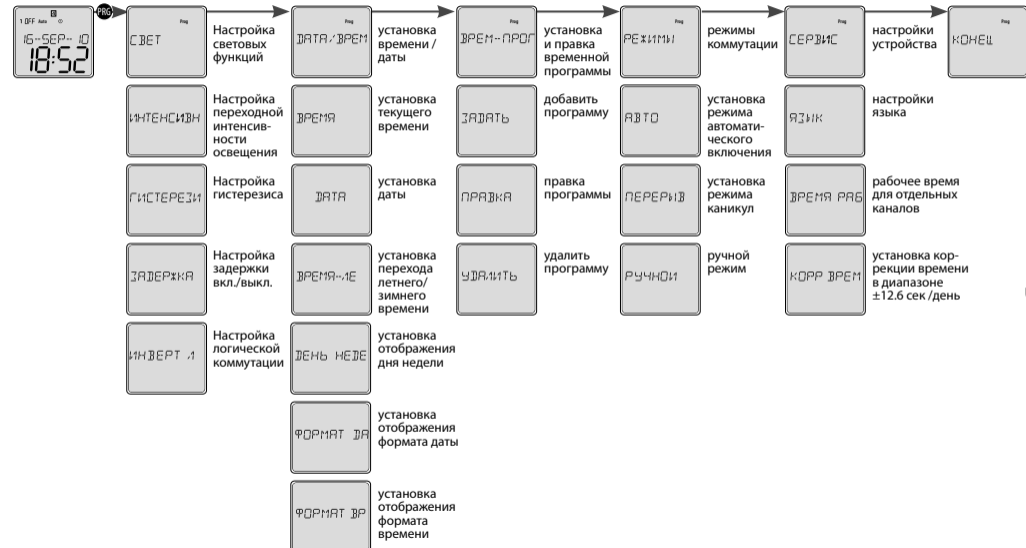 1 OFF Auto
16--SEP-- 10
18:52
PRG
Prog
СВЕТ
Настройка
световых
функций
Prog
ДАТА/ВРЕМ
установка
времени /
даты
Prog
ВРЕМ--ПРОГ
установка
и правка
временной
программы
Prog
РЕЖИМЫ
режимы
коммутации
Prog
СЕРВИС
настройки
устройства
Prog
КОНЕЦ
ИНТЕНСИВН
Настройка
переходной
интенсив-
ности
освещения
ВРЕМЯ
установка
текущего
времени
ЗАДАТЬ
добавить
программу
АВТО
установка
режима
автомати-
ческого
включения
ЯЗЫК
настройки
языка
ГИСТЕРЕЗИ
Настройка
гистерезиса
ДАТА
установка
даты
ПРАВКА
правка
программы
ПЕРЕРЫВ
установка
режима
каникул
ВРЕМЯ РАБ
рабочее время
для отдельных
каналов
ЗАДЕРЖКА
Настройка
задержки
вкл./выкл.
ВРЕМЯ--ЛЕ
установка
перехода
летнего/
зимнего
времени
УДАЛИТЬ
удалить
программу
РУЧНОИ
ручной
режим
КОРР ВРЕМ
установка кор-
рекции времени
в диапазоне
±12.6 сек /день
ИНВЕРТ Л
Настройка
логической
коммутации
ДЕНЬ НЕДЕ
установка
отображения
дня недели
ФОРМАТ ДА
установка
отображения
формата даты
ФОРМАТ ВР
установка
отображения
формата
времени